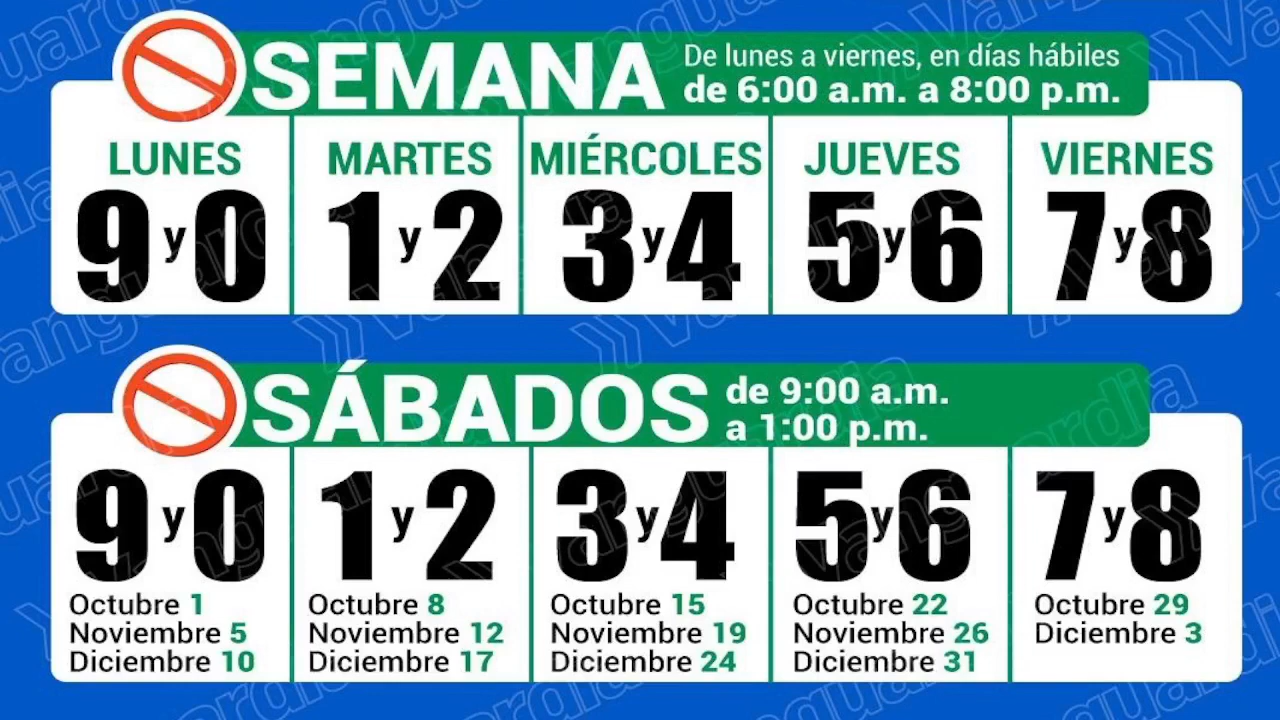 SEMANA
De lunes a viernes, en días hábiles
de 6:00 a.m. a 8:00 p.m.
LUNES MARTES MIÉRCOLES JUEVES VIERNES
9 y 0 1 y 2 3 y 4 5 y 6 7 y 8
SÁBADOS
de 9:00 a.m.
a 1:00 p.m.
9 y 0 1 y 2 3 y 4 5 y 6 7 y 8
Octubre 1 Octubre 8 Octubre 15 Octubre 22 Octubre 29
Noviembre 5 Noviembre 12 Noviembre 19 Noviembre 26 Diciembre 3
Diciembre 10 Diciembre 17 Diciembre 24 Diciembre 31
Vanguardia